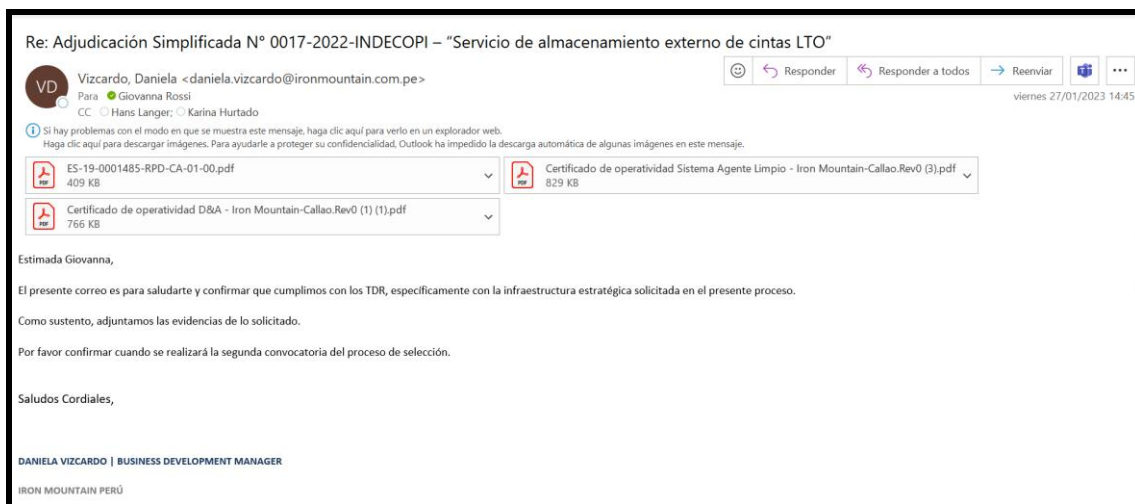 Re: Adjudicación Simplificada N° 0017-2022-INDECOPI – "Servicio de almacenamiento externo de cintas LTO"
VD
Vizcardo, Daniela <daniela.vizcardo@ironmountain.com.pe>
Responder
Responder a todos
Reenviar
Para Giovanna Rossi
CC Hans Langer; Karina Hurtado
viernes 27/01/2023 14:45
Si hay problemas con el modo en que se muestra este mensaje, haga clic aquí para verlo en un explorador web.
Haga clic aquí para descargar imágenes. Para ayudarle a proteger su confidencialidad, Outlook ha impedido la descarga automática de algunas imágenes en este mensaje.
PDF
ES-19-0001485-RPD-CA-01-00.pdf
409 KB
PDF
Certificado de operatividad Sistema Agente Limpio - Iron Mountain-Callao.Rev0 (3).pdf
829 KB
PDF
Certificado de operatividad D&A - Iron Mountain-Callao.Rev0 (1) (1).pdf
766 KB
Estimada Giovanna,
El presente correo es para saludarte y confirmar que cumplimos con los TDR, específicamente con la infraestructura estratégica solicitada en el presente proceso.
Como sustento, adjuntamos las evidencias de lo solicitado.
Por favor confirmar cuando se realizará la segunda convocatoria del proceso de selección.
Saludos Cordiales,
DANIELA VIZCARDO | BUSINESS DEVELOPMENT MANAGER
IRON MOUNTAIN PERÚ